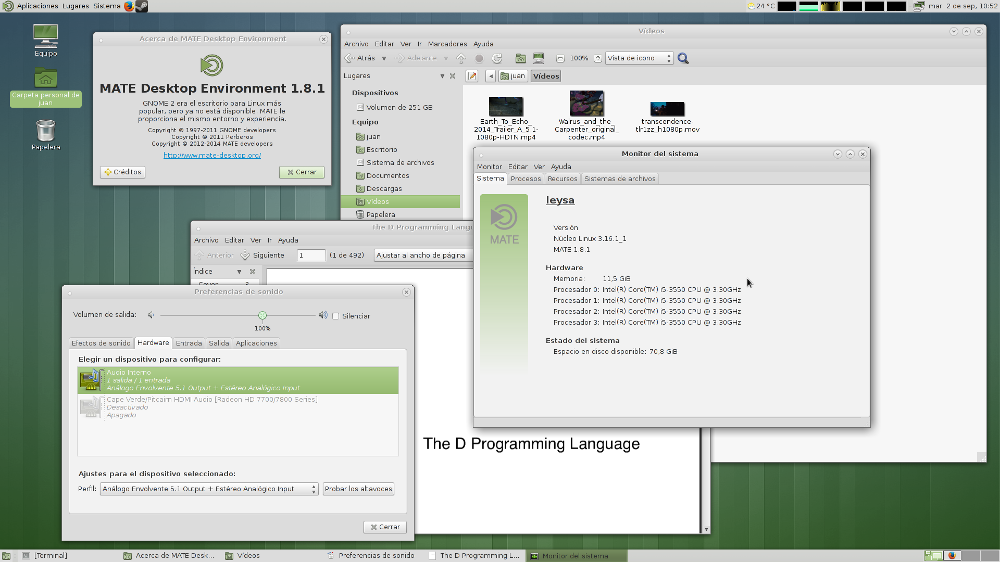 Aplicaciones Lugares Sistema
24 °C
mar 2 de sep, 10:52
Equipo
Carpeta personal de
juan
Papelera
Acerca de MATE Desktop Environment
MATE Desktop Environment 1.8.1
GNOME 2 era el escritorio para Linux más
popular, pero ya no está disponible. MATE le
proporciona el mismo entorno y experiencia.
Copyright © 1997-2011 GNOME developers
Copyright © 2011 Perberos
Copyright © 2012-2014 MATE developers
http://www.mate-desktop.org/
Créditos
Cerrar
Vídeos
Archivo Editar Ver Ir Marcadores Ayuda
Atrás Adelante 100% Vista de icono
Lugares
juan Vídeos
Dispositivos
Volumen de 251 GB
Equipo
juan
Escritorio
Sistema de archivos
Documentos
Descargas
Vídeos
Papelera
Earth_To_Echo_
2014_Trailer_A_5.1-
1080p-HDTN.mp4
Walrus_and_the_
Carpenter_original_
codec.mp4
transcendence-
tlr1zz_h1080p.mov
Monitor del sistema
Monitor Editar Ver Ayuda
Sistema Procesos Recursos Sistemas de archivos
MATE
leysa
Versión
Núcleo Linux 3.16.1_1
MATE 1.8.1
Hardware
Memoria: 11,5 GiB
Procesador 0: Intel(R) Core(TM) i5-3550 CPU @ 3.30GHz
Procesador 1: Intel(R) Core(TM) i5-3550 CPU @ 3.30GHz
Procesador 2: Intel(R) Core(TM) i5-3550 CPU @ 3.30GHz
Procesador 3: Intel(R) Core(TM) i5-3550 CPU @ 3.30GHz
Estado del sistema
Espacio en disco disponible: 70,8 GiB
The D Programming Langu
Archivo Editar Ver Ir Ayuda
Anterior Siguiente 1 (1 de 492) Ajustar al ancho de página
Índice
The D Programming Language
Preferencias de sonido
Volumen de salida:
Silenciar
100%
Efectos de sonido Hardware Entrada Salida Aplicaciones
Elegir un dispositivo para configurar:
Audio Interno
1 salida / 1 entrada
Análogo Envolvente 5.1 Output + Estéreo Analógico Input
Cape Verde/Pitcairn HDMI Audio [Radeon HD 7700/7800 Series]
Desactivado
Apagado
Ajustes para el dispositivo seleccionado:
Perfil: Análogo Envolvente 5.1 Output + Estéreo Analógico Input Probar los altavoces
Cerrar
[Terminal] Acerca de MATE Desk... Vídeos Preferencias de sonido The D Programming L... Monitor del sistema